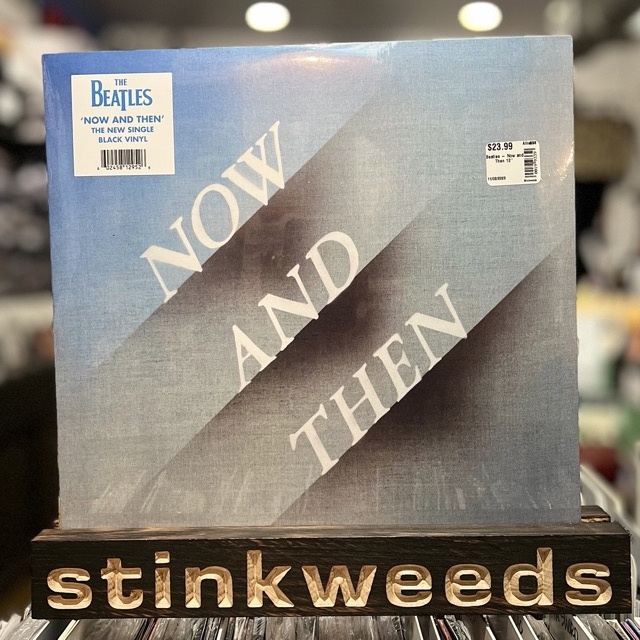 THE
BEATLES
'NOW AND THEN'
THE NEW SINGLE
BLACK VINYL
$23.99
Beatles - Now and
Then 12"
NOW
AND
THEN
stinkweeds